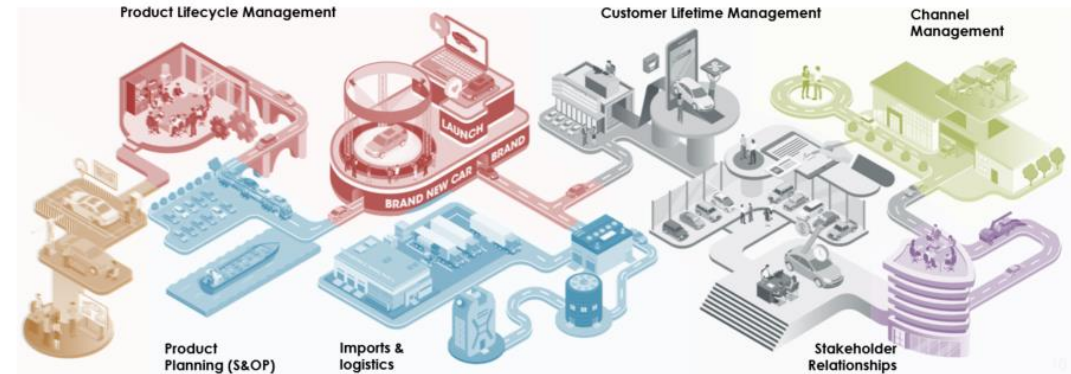 Product Lifecycle Management
Customer Lifetime Management
Channel
Management
LAUNCH
BRAND
BRAND NEW CAR
Product
Planning (S&OP)
Imports &
logistics
Stakeholder
Relationships